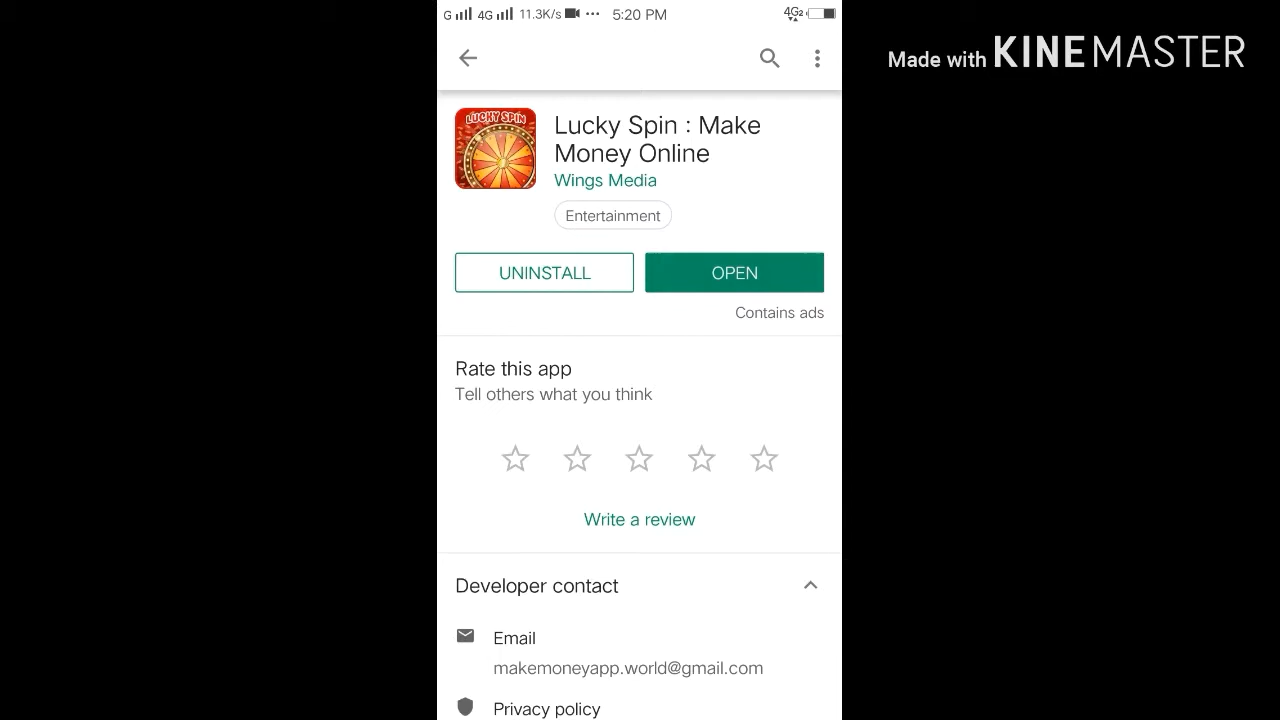 G 4G 11.3K/s ••• 5:20 PM 4G2
Made with KINEMASTER
LUCKY SPIN
Lucky Spin : Make
Money Online
Wings Media
Entertainment
UNINSTALL OPEN
Contains ads
Rate this app
Tell others what you think
Write a review
Developer contact
Email
makemoneyapp.world@gmail.com
Privacy policy